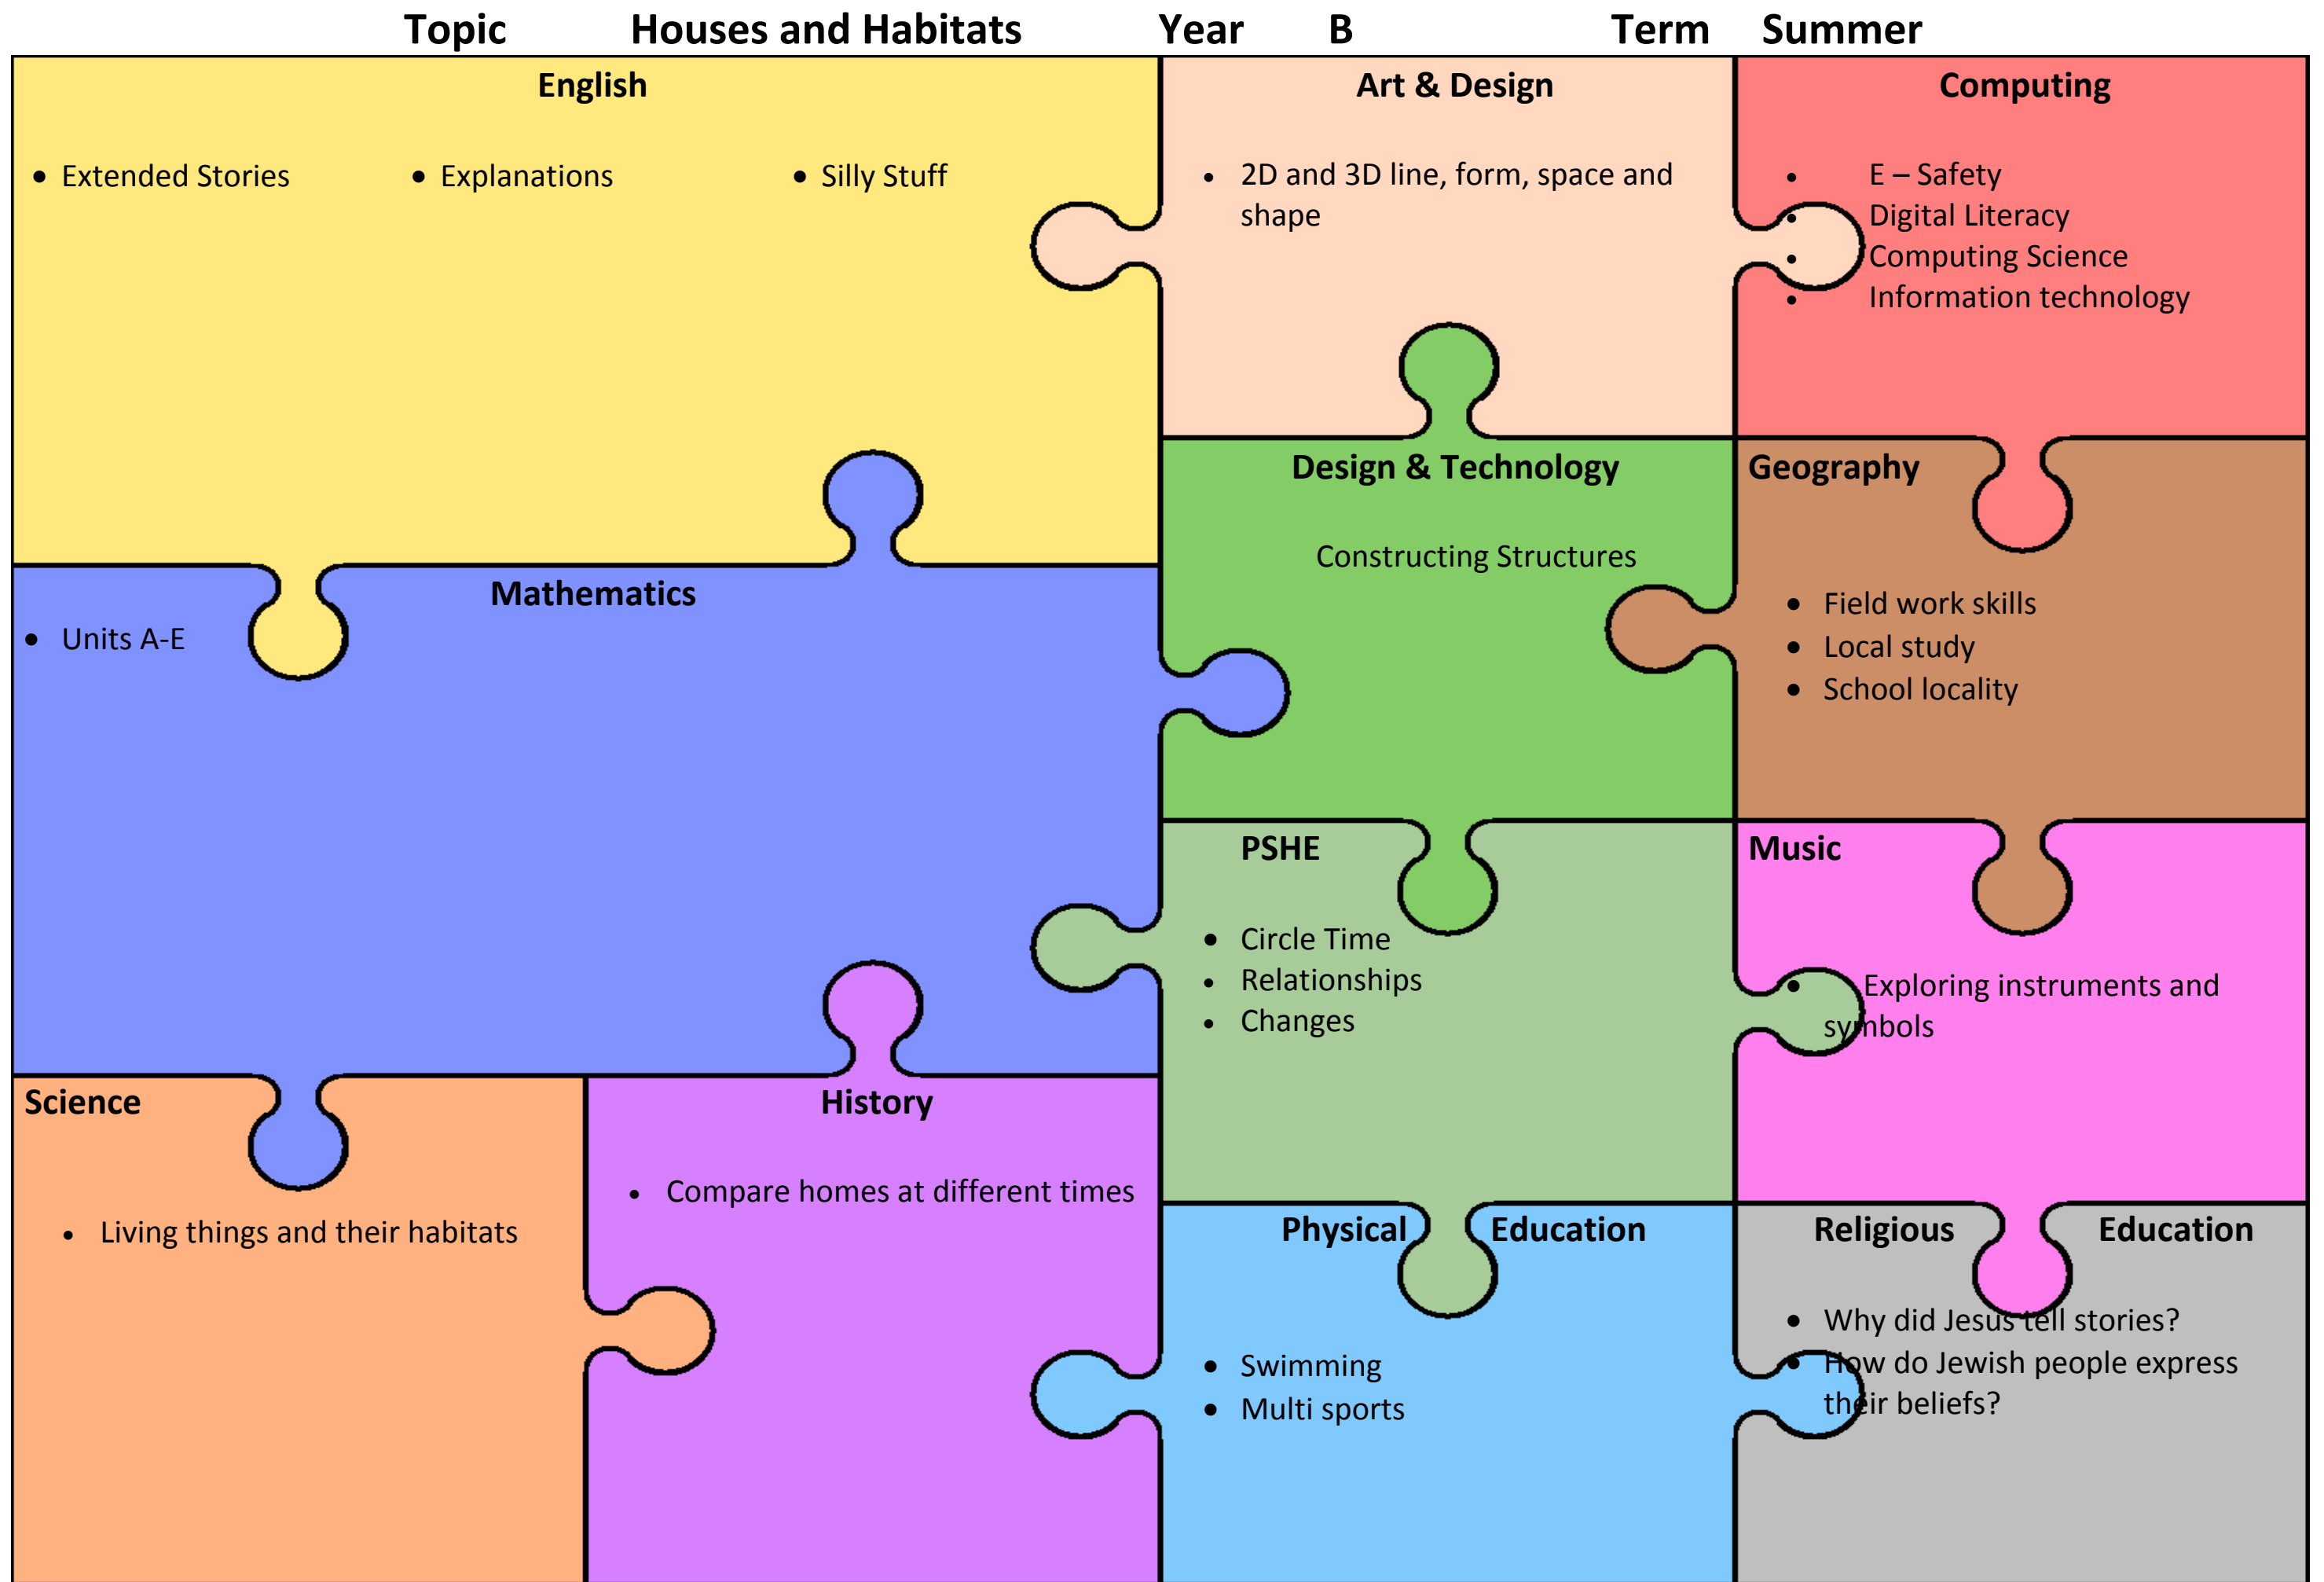 Topic Houses and Habitats Year B Term Summer
English
• Extended Stories • Explanations • Silly Stuff
Art & Design
• 2D and 3D line, form, space and
shape
Computing
• E – Safety
• Digital Literacy
• Computing Science
• Information technology
Mathematics
• Units A-E
Design & Technology
Constructing Structures
Geography
• Field work skills
• Local study
• School locality
PSHE
• Circle Time
• Relationships
• Changes
Music
• Exploring instruments and
symbols
Science
• Living things and their habitats
History
• Compare homes at different times
Physical Education
• Swimming
• Multi sports
Religious Education
• Why did Jesus tell stories?
• How do Jewish people express
their beliefs?